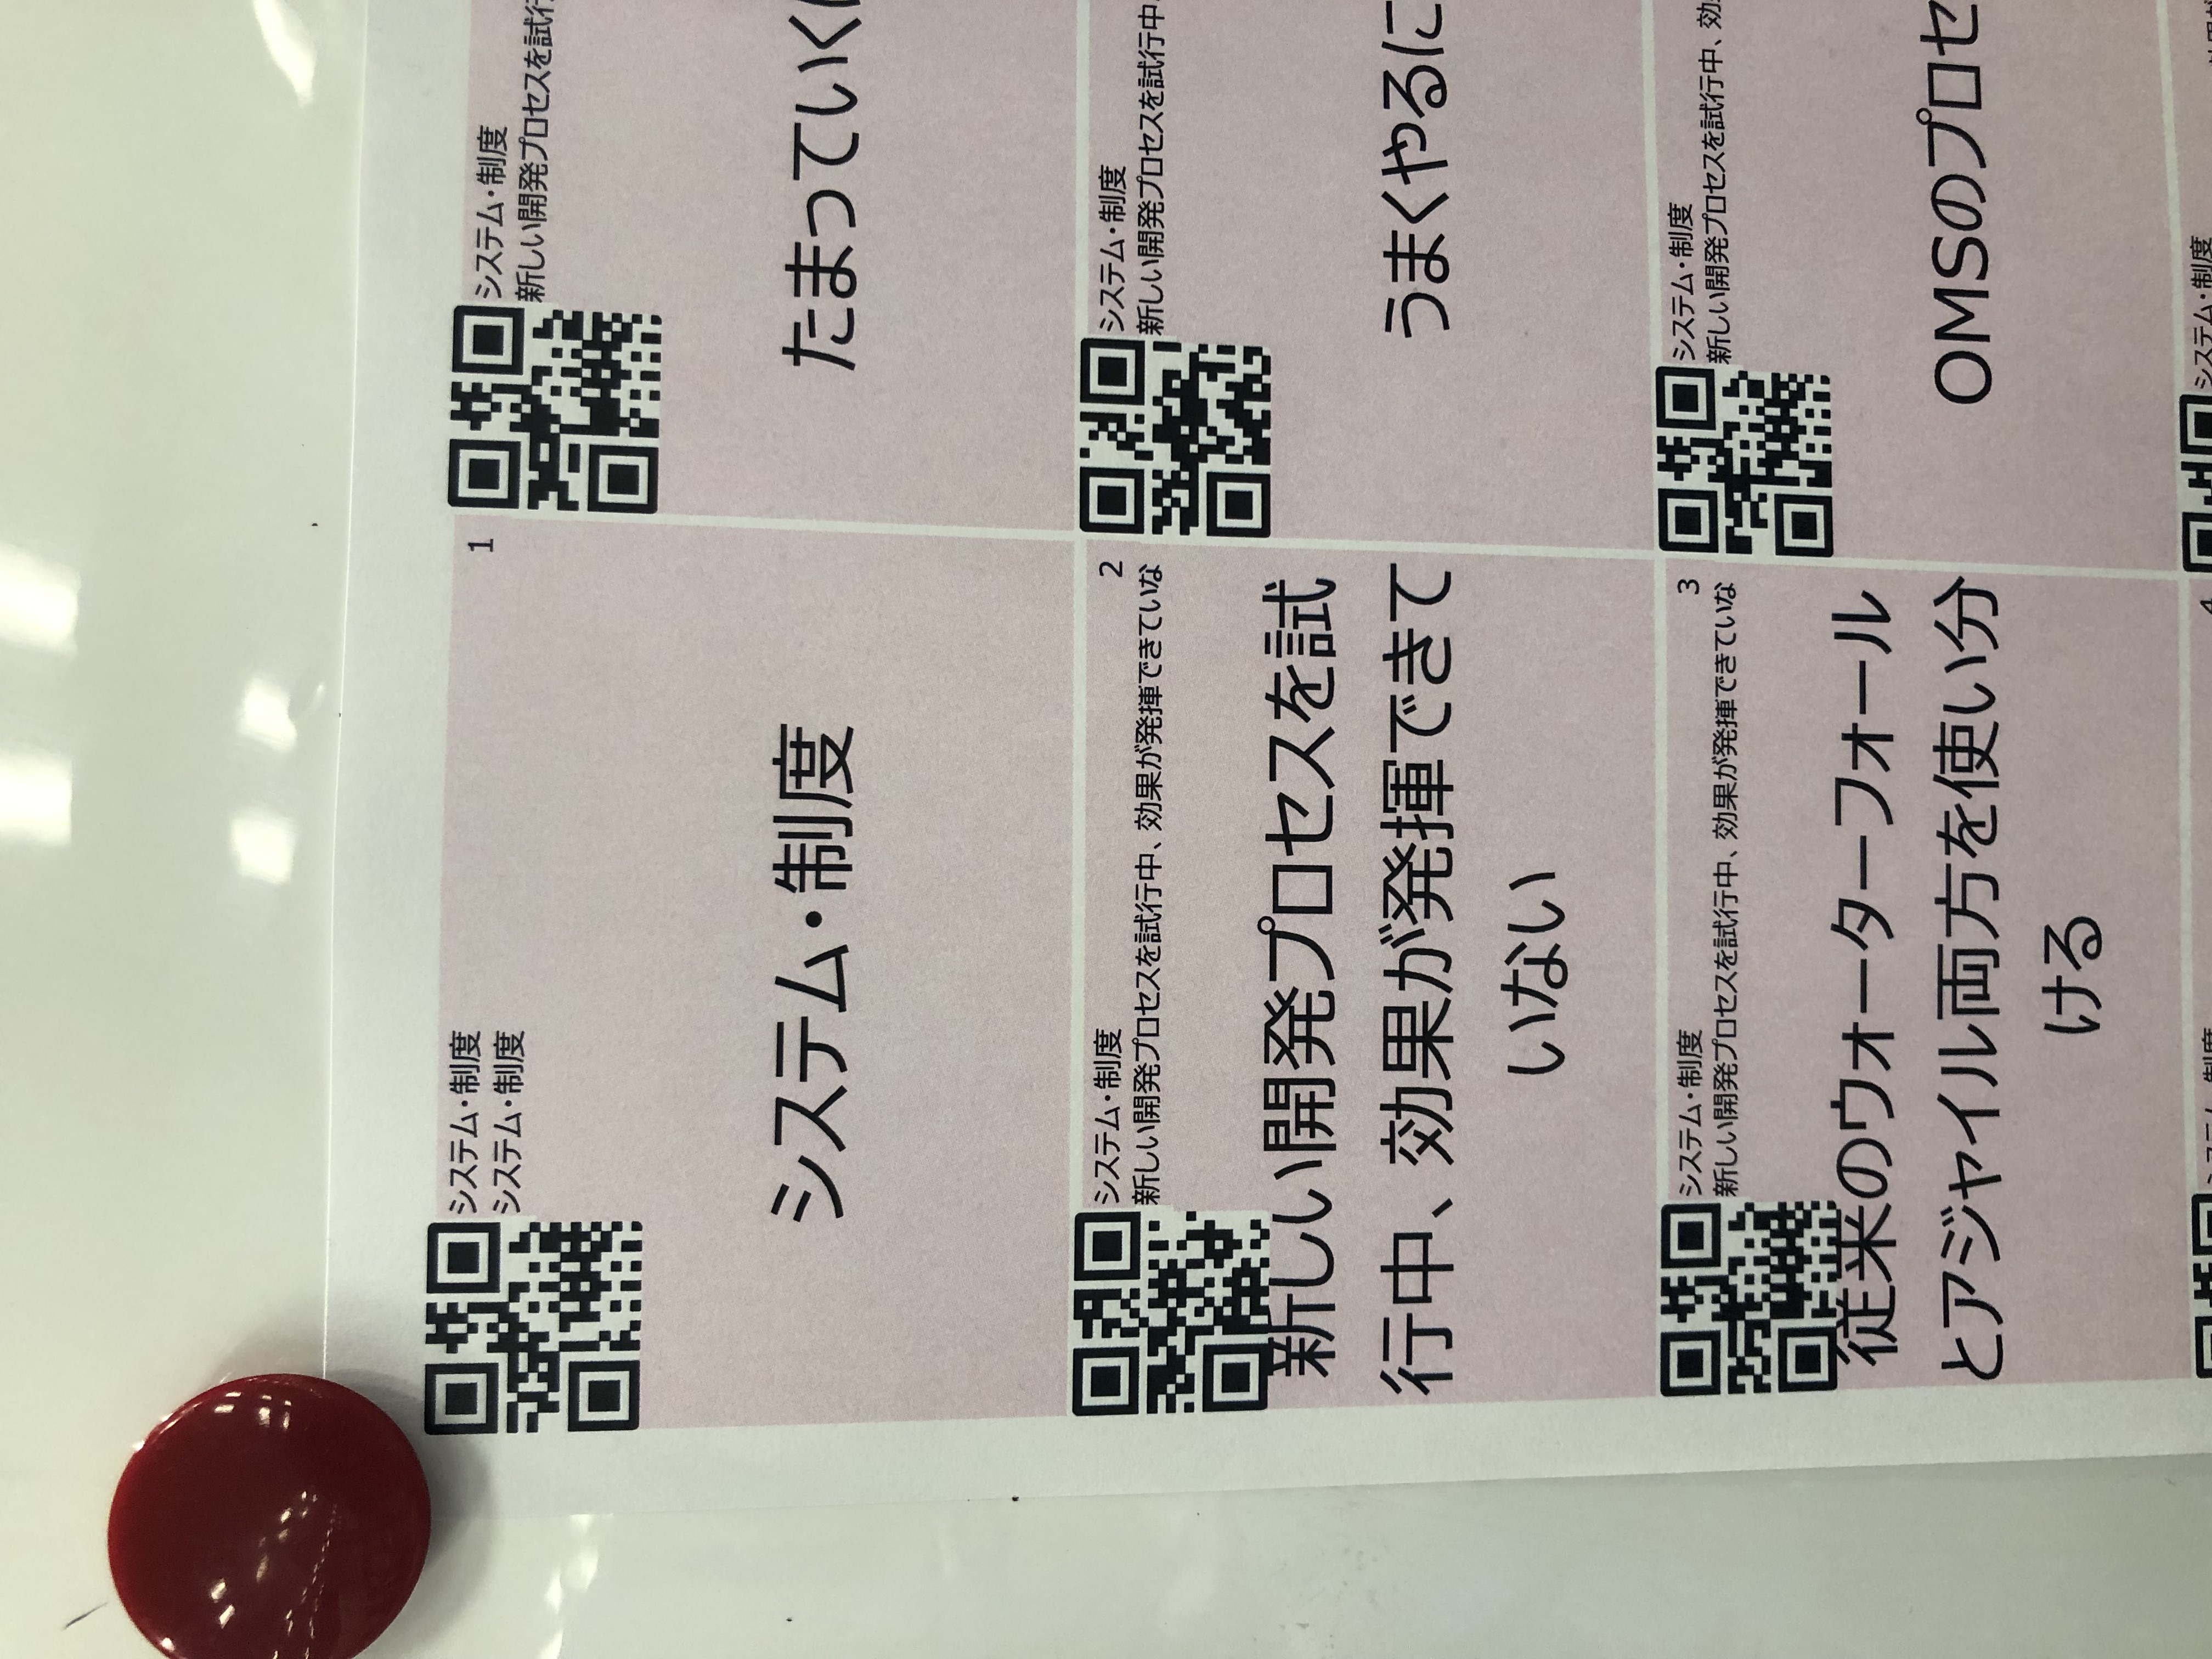 システム・制度
システム・制度
1
システム・制度
システム・制度
新しい開発プロセスを試行
たまっていく
システム・制度
2
新しい開発プロセスを試行中、効果が発揮できていな
新しい開発プロセスを試
行中、効果が発揮できて
いない
システム・制度
新しい開発プロセスを試行中
うまくやるに
システム・制度
3
新しい開発プロセスを試行中、効果が発揮できていな
従来のウォーターフォール
とアジャイル両方を使い分
ける
システム・制度
新しい開発プロセスを試行中、効
OMSのプロセ
システム・制度
4
システム・制度